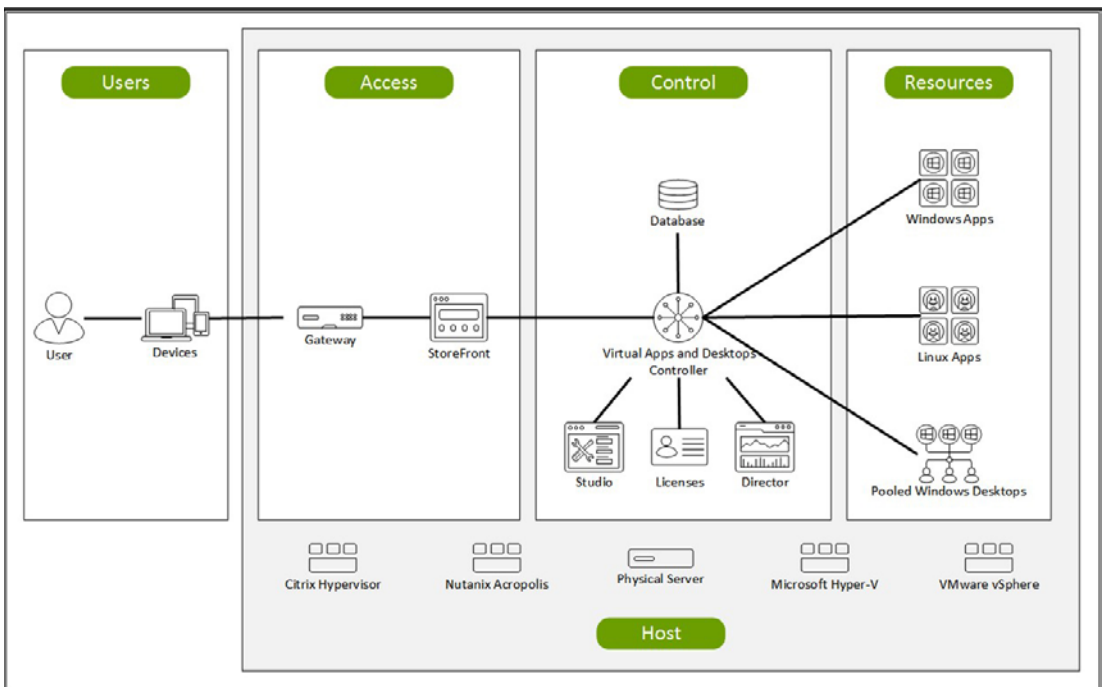 Users
Access
Control
Resources
Database
Windows Apps
User
Devices
Gateway
StoreFront
Virtual Apps and Desktops
Controller
Linux Apps
Studio
Licenses
Director
Pooled Windows Desktops
Citrix Hypervisor
Nutanix Acropolis
Physical Server
Microsoft Hyper-V
VMware vSphere
Host